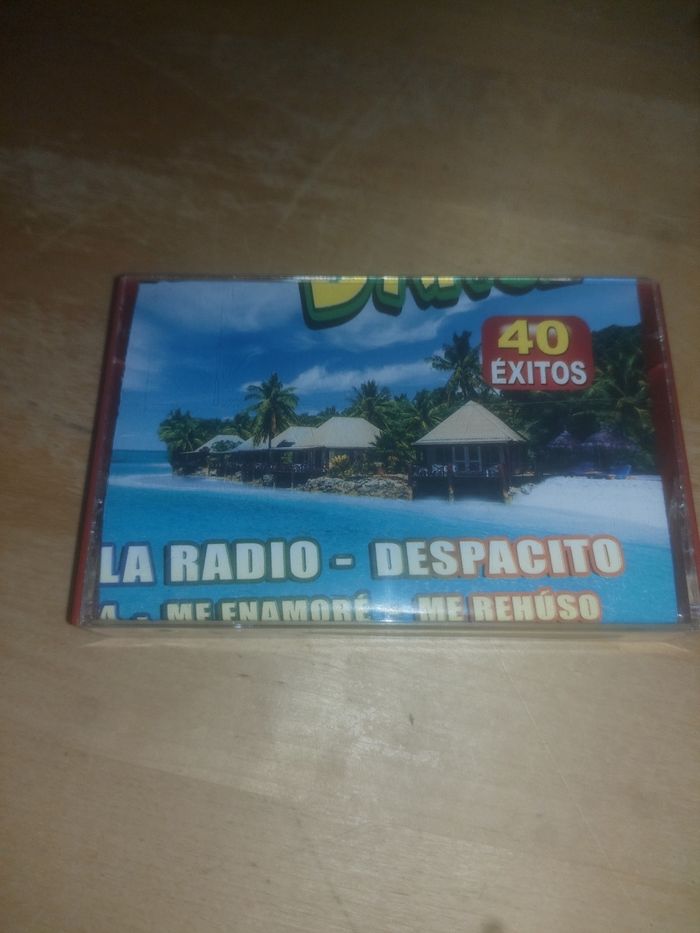 40
ÉXITOS
LA RADIO - DESPACITO
A - ME ENAMORÉ - ME REHÚSO